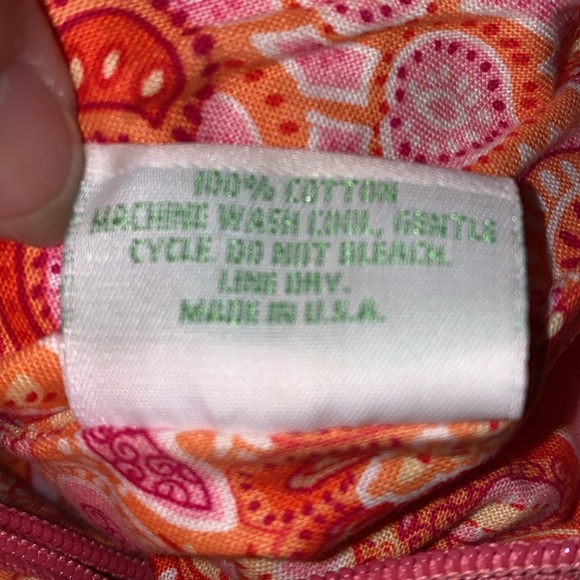 100% COTTON
MACHINE WASH COOL, GENTLE
CYCLE. DO NOT BLEACH.
LINE DRY.
MADE IN U.S.A.